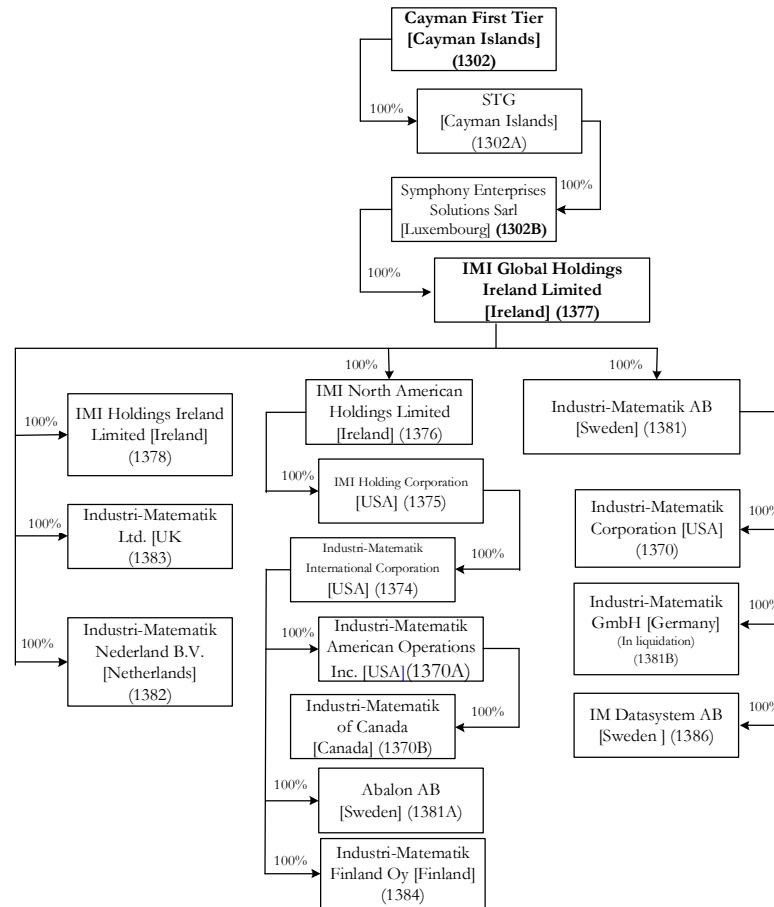 Cayman First Tier
[Cayman Islands]
(1302)
100%
STG
[Cayman Islands]
(1302A)
100%
Symphony Enterprises
Solutions Sarl
[Luxembourg] (1302B)
100%
IMI Global Holdings
Ireland Limited
[Ireland] (1377)
100%
IMI Holdings Ireland
Limited [Ireland]
(1378)
100%
Industri-Matematik
Ltd. [UK
(1383)
100%
Industri-Matematik
Nederland B.V.
[Netherlands]
(1382)
100%
IMI North American
Holdings Limited
[Ireland] (1376)
100%
IMI Holding Corporation
[USA] (1375)
100%
Industri-Matematik
International Corporation
[USA] (1374)
100%
Industri-Matematik
American Operations
Inc. [USA](1370A)
100%
Industri-Matematik
of Canada
[Canada] (1370B)
100%
Abalon AB
[Sweden] (1381A)
100%
Industri-Matematik
Finland Oy [Finland]
(1384)
100%
Industri-Matematik AB
[Sweden] (1381)
100%
Industri-Matematik
Corporation [USA]
(1370)
100%
Industri-Matematik
GmbH [Germany]
(In liquidation)
(1381B)
100%
IM Datasystem AB
[Sweden ] (1386)